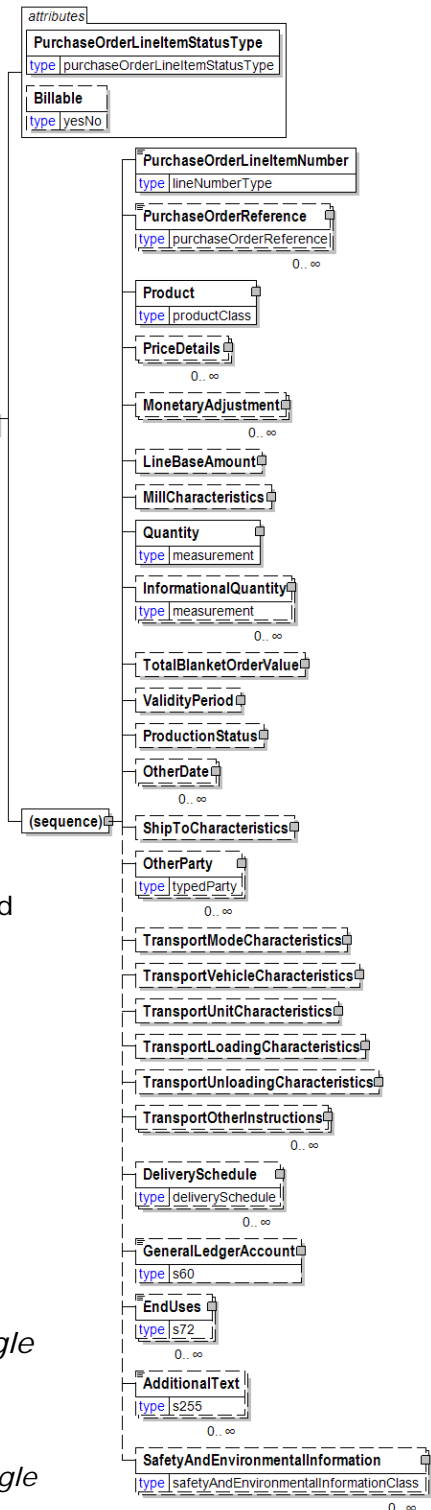 attributes
PurchaseOrderLineItemStatusType
type purchaseOrderLineItemStatusType
Billable
type yesNo
PurchaseOrderLineItemNumber
type lineNumberType
PurchaseOrderReference
type purchaseOrderReference
0.. ∞
Product
type productClass
PriceDetails
0.. ∞
MonetaryAdjustment
0.. ∞
LineBaseAmount
MillCharacteristics
Quantity
type measurement
InformationalQuantity
type measurement
0.. ∞
TotalBlanketOrderValue
ValidityPeriod
ProductionStatus
OtherDate
0.. ∞
(sequence)
ShipToCharacteristics
OtherParty
type typedParty
0.. ∞
TransportModeCharacteristics
TransportVehicleCharacteristics
TransportUnitCharacteristics
TransportLoadingCharacteristics
TransportUnloadingCharacteristics
TransportOtherInstructions
0.. ∞
DeliverySchedule
type deliverySchedule
0.. ∞
GeneralLedgerAccount
type s60
EndUses
type s72
0.. ∞
AdditionalText
type s255
0.. ∞
SafetyAndEnvironmentalInformation
type safetyAndEnvironmentalInformationClass
0.. ∞